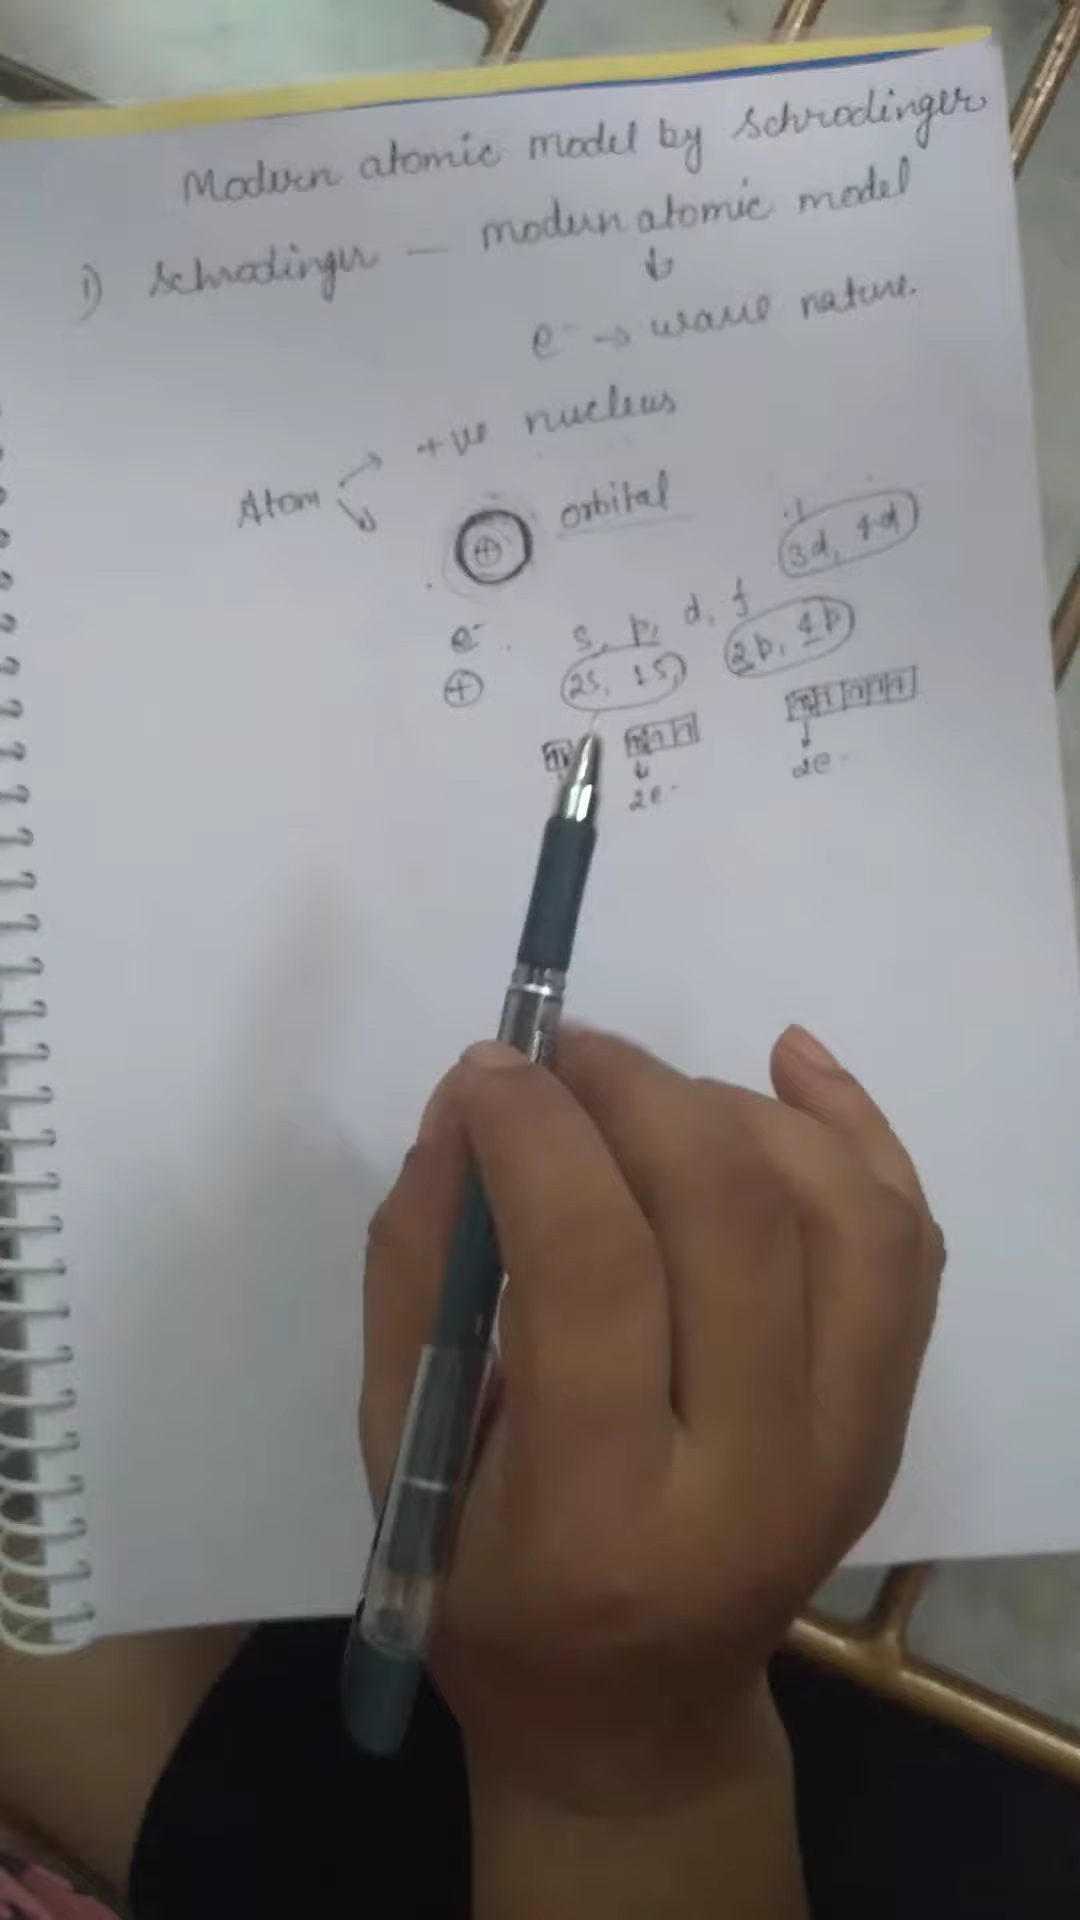 Modern atomic model by Schrodinger
1) Schrodinger — modern atomic model
↓
e⁻ → wave nature.
Atom → +ve nucleus
⊕ orbital
3d, 4d
e⁻ s, p, d, f
⊕ 2s, 1s, 2p, 4p
↓ ↓
2e⁻ 2e⁻